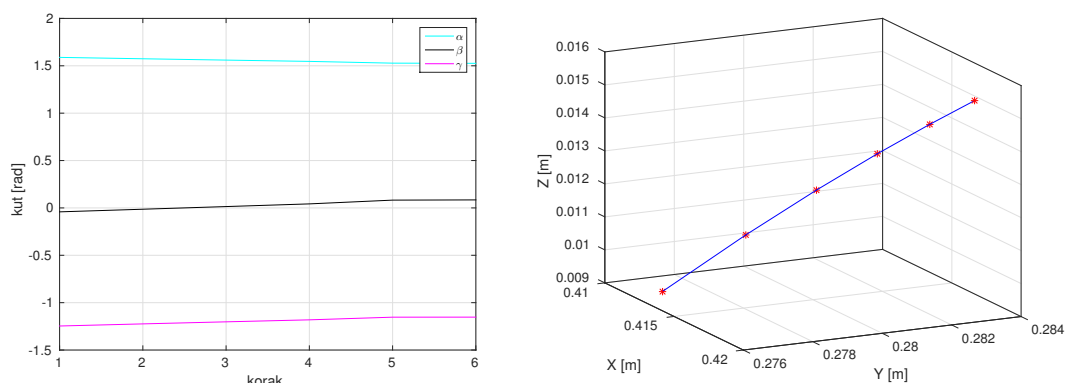 2
1.5
1
0.5
0
-0.5
-1
-1.5
kut [rad]
1 2 3 4 5 6
korak
α
β
γ
0.016
0.015
0.014
0.013
0.012
0.011
0.01
0.009
Z [m]
0.41
0.415
0.42
X [m]
0.276
0.278
0.28
0.282
0.284
Y [m]